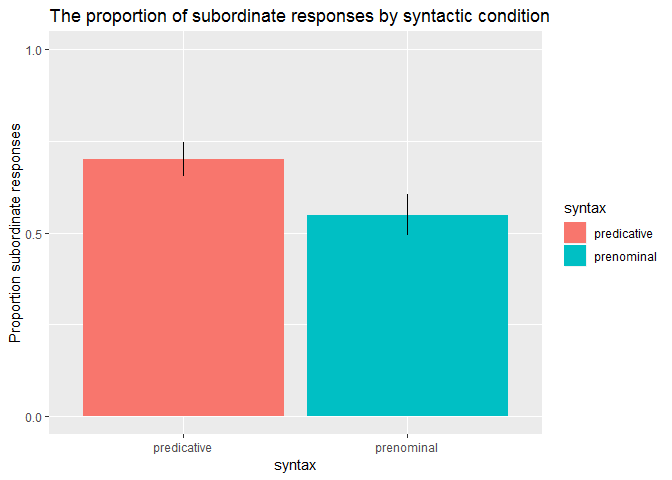 The proportion of subordinate responses by syntactic condition
Proportion subordinate responses
1.0
0.5
0.0
predicative
prenominal
syntax
syntax
predicative
prenominal